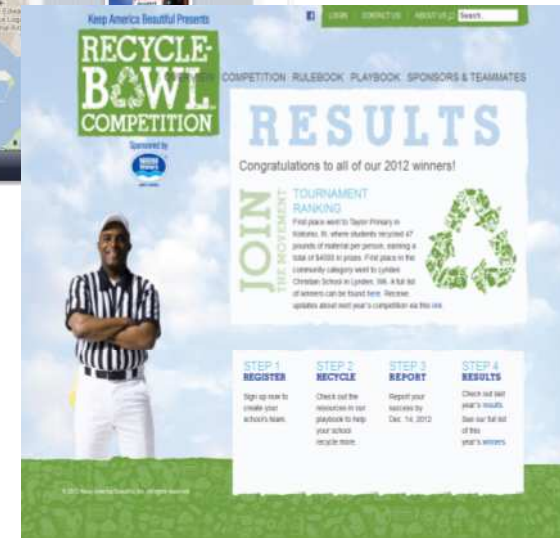 Keep America Beautiful Presents
LOGIN CONTACT US ABOUT US Search
RECYCLE-
BOWL
COMPETITION
Sponsored by
OVERVIEW COMPETITION RULEBOOK PLAYBOOK SPONSORS & TEAMMATES
RESULTS
Congratulations to all of our 2012 winners!
JOIN
THE MOVEMENT
TOURNAMENT
RANKING
First place went to Taylor Primary in
Kokomo, IN, where students recycled 47
pounds of material per person, earning a
total of $4000 in prizes. First place in the
community category went to Lynden
Christian School in Lynden, WA. A full list
of winners can be found here. Receive
updates about next year's competition via this link.
STEP 1
REGISTER
Sign up now to
create your
school's team.
STEP 2
RECYCLE
Check out the
resources in our
playbook to help
your school
recycle more.
STEP 3
REPORT
Report your
success by
Dec. 14, 2012
STEP 4
RESULTS
Check out last
year's results.
See our full list
of this
year's winners.